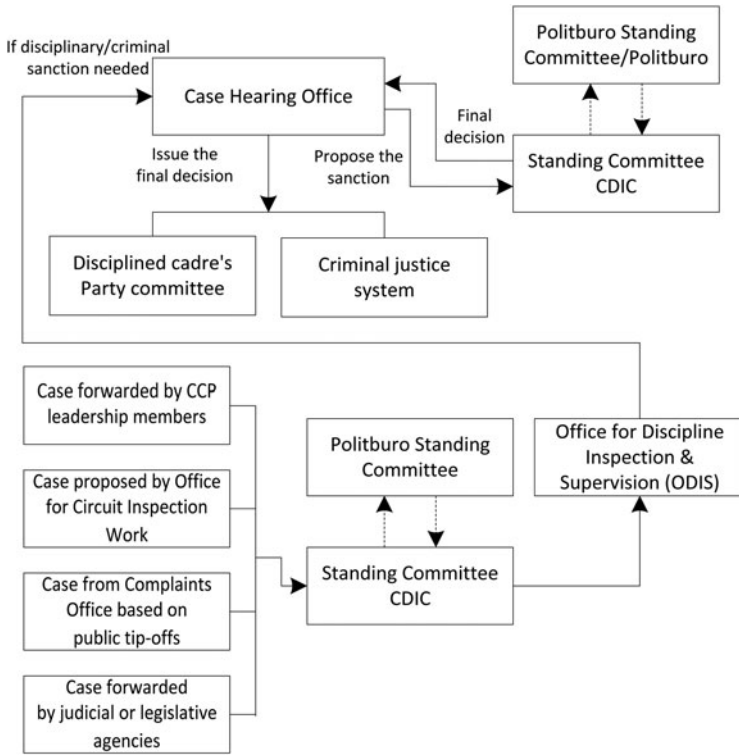 If disciplinary/criminal
sanction needed
Case Hearing Office
Politburo Standing
Committee/Politburo
Final
decision
Issue the
final decision
Propose the
sanction
Standing Committee
CDIC
Disciplined cadre's
Party committee
Criminal justice
system
Case forwarded by CCP
leadership members
Case proposed by Office
for Circuit Inspection
Work
Case from Complaints
Office based on
public tip-offs
Case forwarded
by judicial or legislative
agencies
Politburo Standing
Committee
Standing Committee
CDIC
Office for Discipline
Inspection &
Supervision (ODIS)